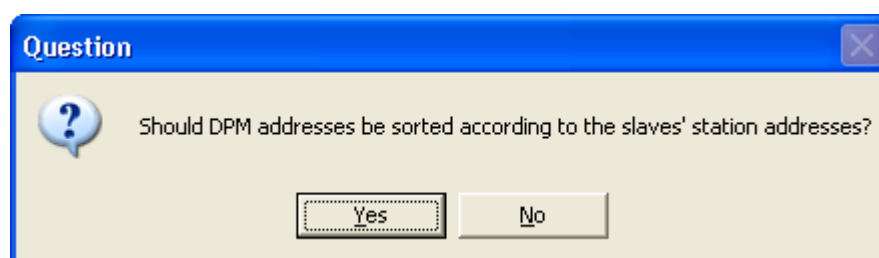 Question
Should DPM addresses be sorted according to the slaves' station addresses?
Yes No